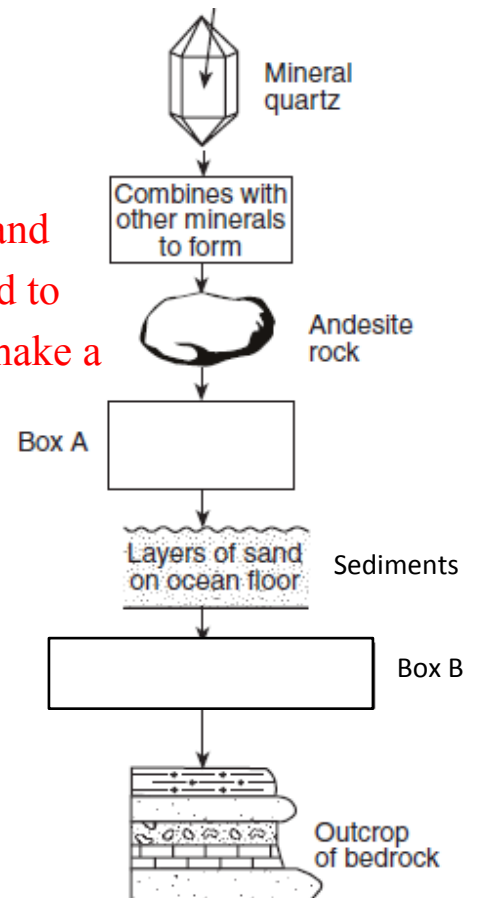 Mineral
quartz
Combines with
other minerals
to form
and
d to
make a
Andesite
rock
Box A
Layers of sand
on ocean floor
Sediments
Box B
Outcrop
of bedrock